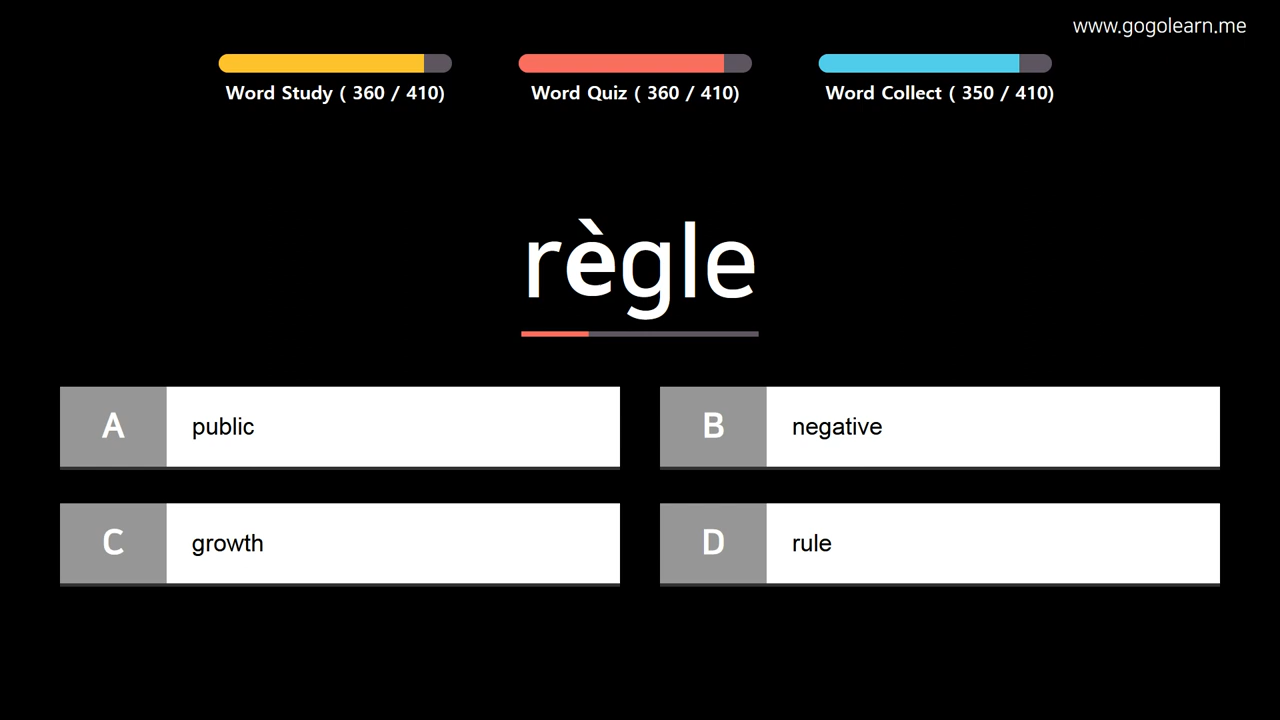 www.gogolearn.me
Word Study ( 360 / 410)
Word Quiz ( 360 / 410)
Word Collect ( 350 / 410)
règle
A public
B negative
C growth
D rule